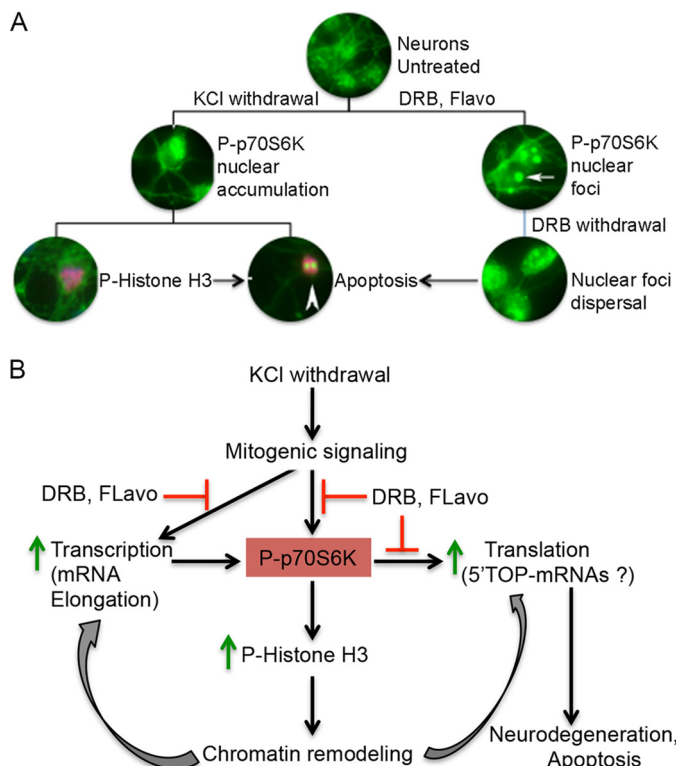 A
Neurons
Untreated
KCl withdrawal
DRB, Flavo
P-p70S6K
nuclear
accumulation
P-p70S6K
nuclear
foci
DRB withdrawal
P-Histone H3
Apoptosis
Nuclear foci
dispersal
B
KCl withdrawal
Mitogenic signaling
DRB, FLavo
DRB, FLavo
Transcription
(mRNA
Elongation)
P-p70S6K
Translation
(5'TOP-mRNAs ?)
P-Histone H3
Chromatin remodeling
Neurodegeneration,
Apoptosis